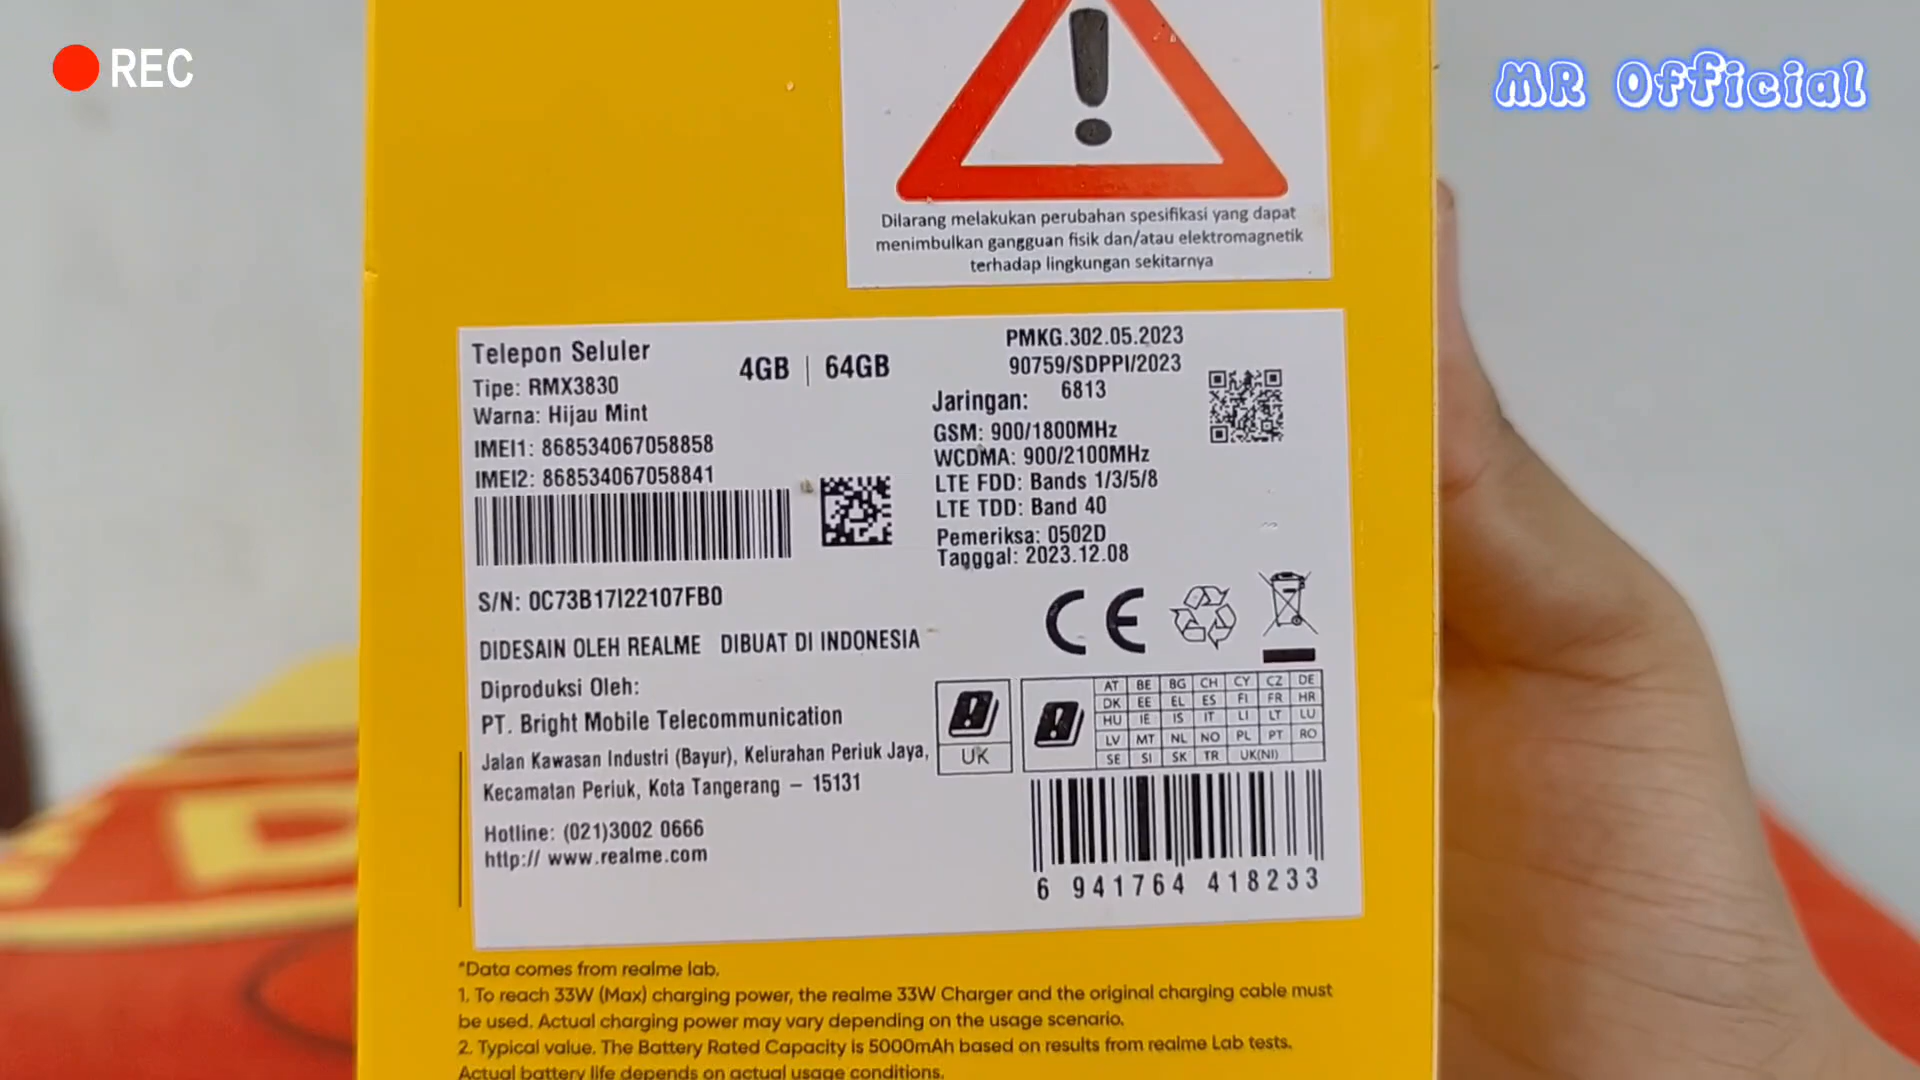 REC
MR Official
Dilarang melakukan perubahan spesifikasi yang dapat
menimbulkan gangguan fisik dan/atau elektromagnetik
terhadap lingkungan sekitarnya
Telepon Seluler
4GB | 64GB
Tipe: RMX3830
Warna: Hijau Mint
IMEI1: 868534067058858
IMEI2: 868534067058841
S/N: 0C73B17I22107FB0
PMKG.302.05.2023
90759/SDPPI/2023
6813
Jaringan:
GSM: 900/1800MHz
WCDMA: 900/2100MHz
LTE FDD: Bands 1/3/5/8
LTE TDD: Band 40
Pemeriksa: 0502D
Tanggal: 2023.12.08
CE
DIDESAIN OLEH REALME DIBUAT DI INDONESIA
Diproduksi Oleh:
PT. Bright Mobile Telecommunication
Jalan Kawasan Industri (Bayur), Kelurahan Periuk Jaya,
Kecamatan Periuk, Kota Tangerang – 15131
Hotline: (021)3002 0666
http:// www.realme.com
UK
AT BE BG CH CY CZ DE
DK EE EL ES FI FR HR
HU IE IS IT LI LT LU
LV MT NL NO PL PT RO
SE SI SK TR UK(NI)
6 941764 418233
*Data comes from realme lab.
1. To reach 33W (Max) charging power, the realme 33W Charger and the original charging cable must
be used. Actual charging power may vary depending on the usage scenario.
2. Typical value. The Battery Rated Capacity is 5000mAh based on results from realme Lab tests.
Actual battery life depends on actual usage conditions.